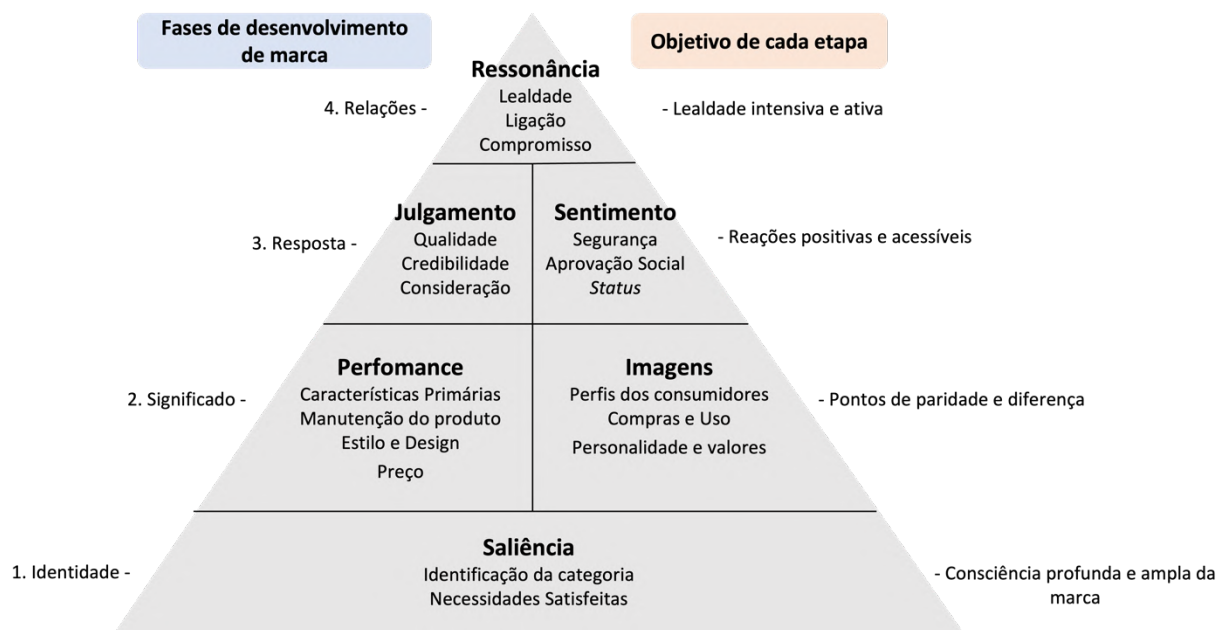 Fases de desenvolvimento
de marca
Objetivo de cada etapa
Ressonância
Lealdade
Ligação
Compromisso
4. Relações -
- Lealdade intensiva e ativa
Julgamento
Qualidade
Credibilidade
Consideração
Sentimento
Segurança
Aprovação Social
Status
3. Resposta -
- Reações positivas e acessíveis
Perfomance
Características Primárias
Manutenção do produto
Estilo e Design
Preço
Imagens
Perfis dos consumidores
Compras e Uso
Personalidade e valores
2. Significado -
- Pontos de paridade e diferença
Saliência
Identificação da categoria
Necessidades Satisfeitas
1. Identidade -
- Consciência profunda e ampla da
marca